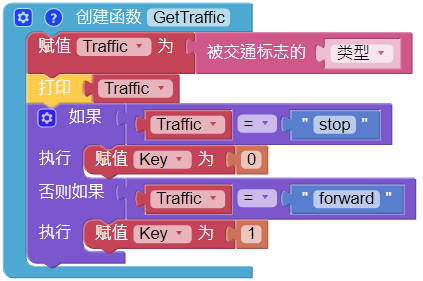 ? 创建函数 GetTraffic
赋值 Traffic 为 被交通标志的 类型
打印 Traffic
如果 Traffic = " stop "
执行 赋值 Key 为 0
否则如果 Traffic = " forward "
执行 赋值 Key 为 1